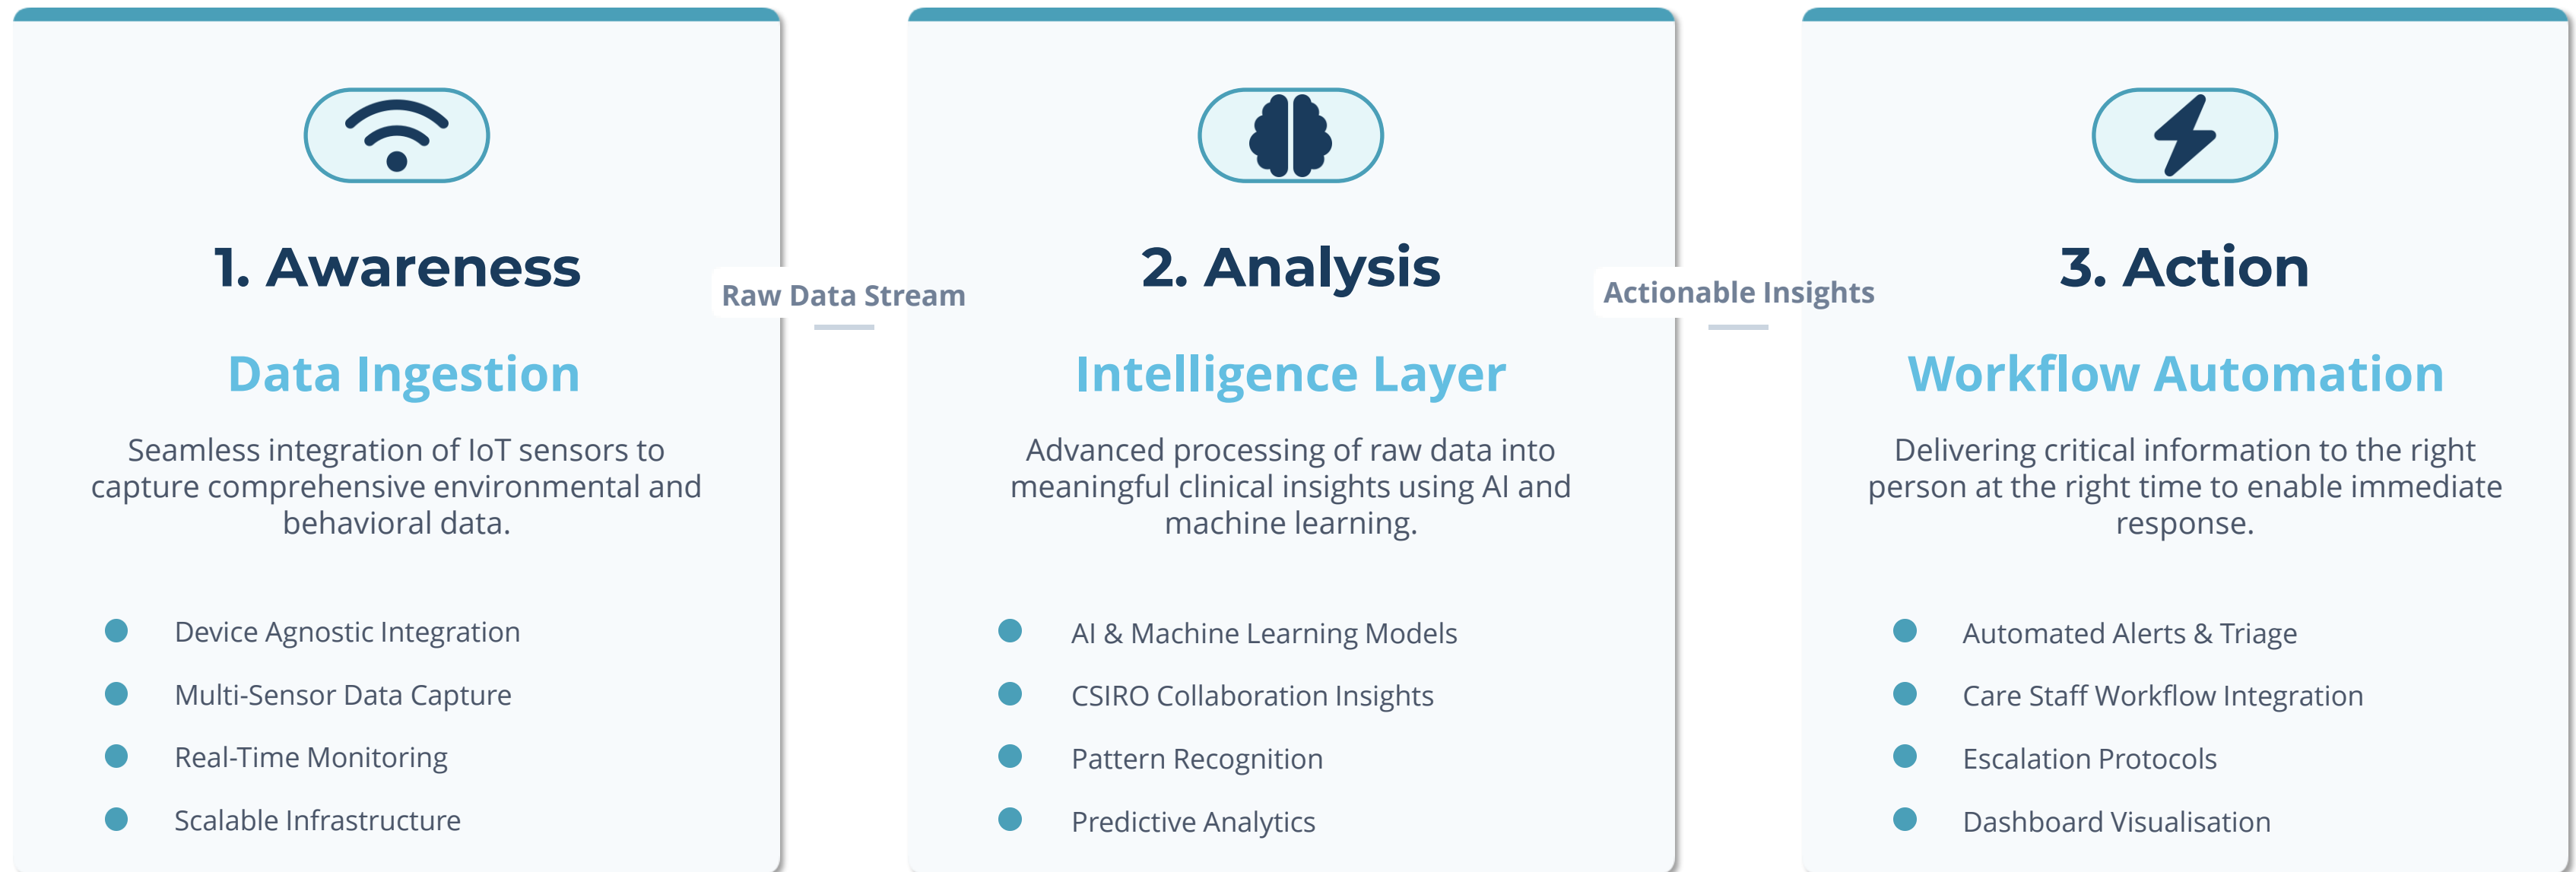 1. Awareness
Data Ingestion
Seamless integration of IoT sensors to
capture comprehensive environmental and
behavioral data.
Device Agnostic Integration
Multi-Sensor Data Capture
Real-Time Monitoring
Scalable Infrastructure
Raw Data Stream
2. Analysis
Intelligence Layer
Advanced processing of raw data into
meaningful clinical insights using AI and
machine learning.
AI & Machine Learning Models
CSIRO Collaboration Insights
Pattern Recognition
Predictive Analytics
Actionable Insights
3. Action
Workflow Automation
Delivering critical information to the right
person at the right time to enable immediate
response.
Automated Alerts & Triage
Care Staff Workflow Integration
Escalation Protocols
Dashboard Visualisation